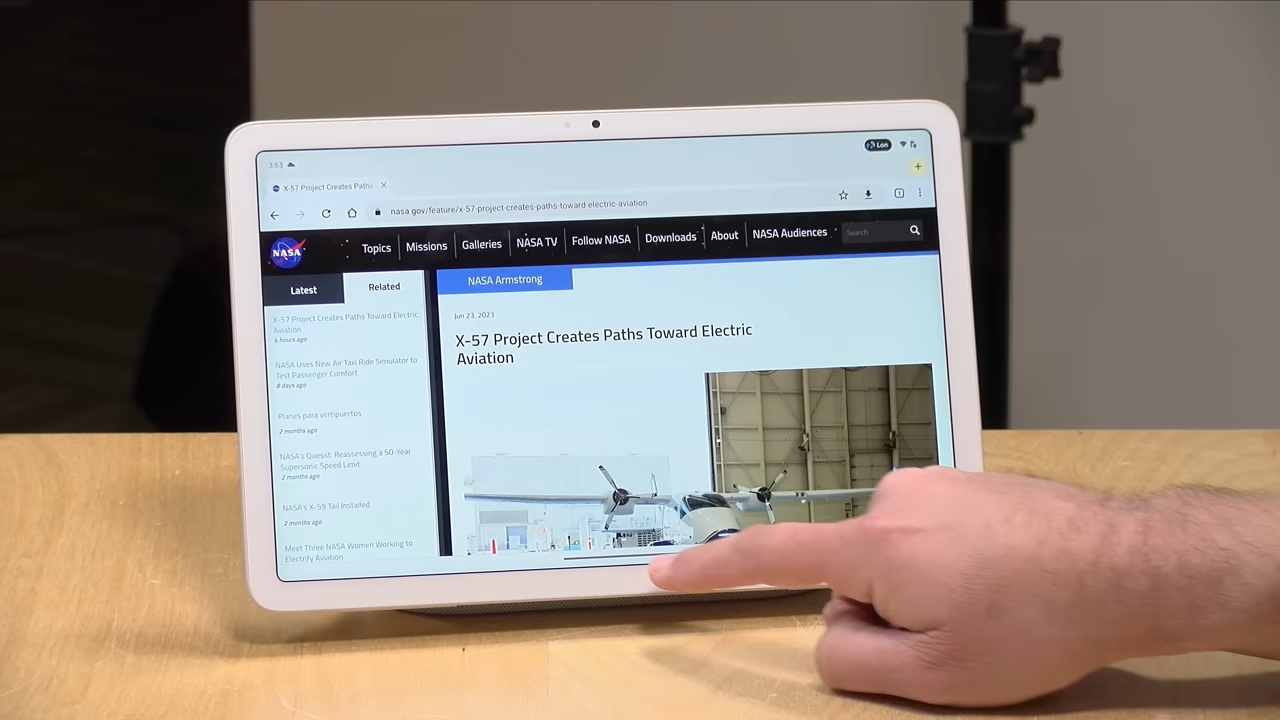 3:53
Lon
X-57 Project Creates Paths
nasa.gov/feature/x-57-project-creates-paths-toward-electric-aviation
1
NASA
Topics
Missions
Galleries
NASA TV
Follow NASA
Downloads
About
NASA Audiences
Search
Latest
Related
X-57 Project Creates Paths Toward Electric
Aviation
4 hours ago
NASA Uses New Air Taxi Ride Simulator to
Test Passenger Comfort
8 days ago
Planes para vertipuertos
2 months ago
NASA's Quesst: Reassessing a 50-Year
Supersonic Speed Limit
2 months ago
NASA's X-59 Tail Installed
2 months ago
Meet Three NASA Women Working to
Electrify Aviation
NASA Armstrong
Jun 23, 2023
X-57 Project Creates Paths Toward Electric
Aviation